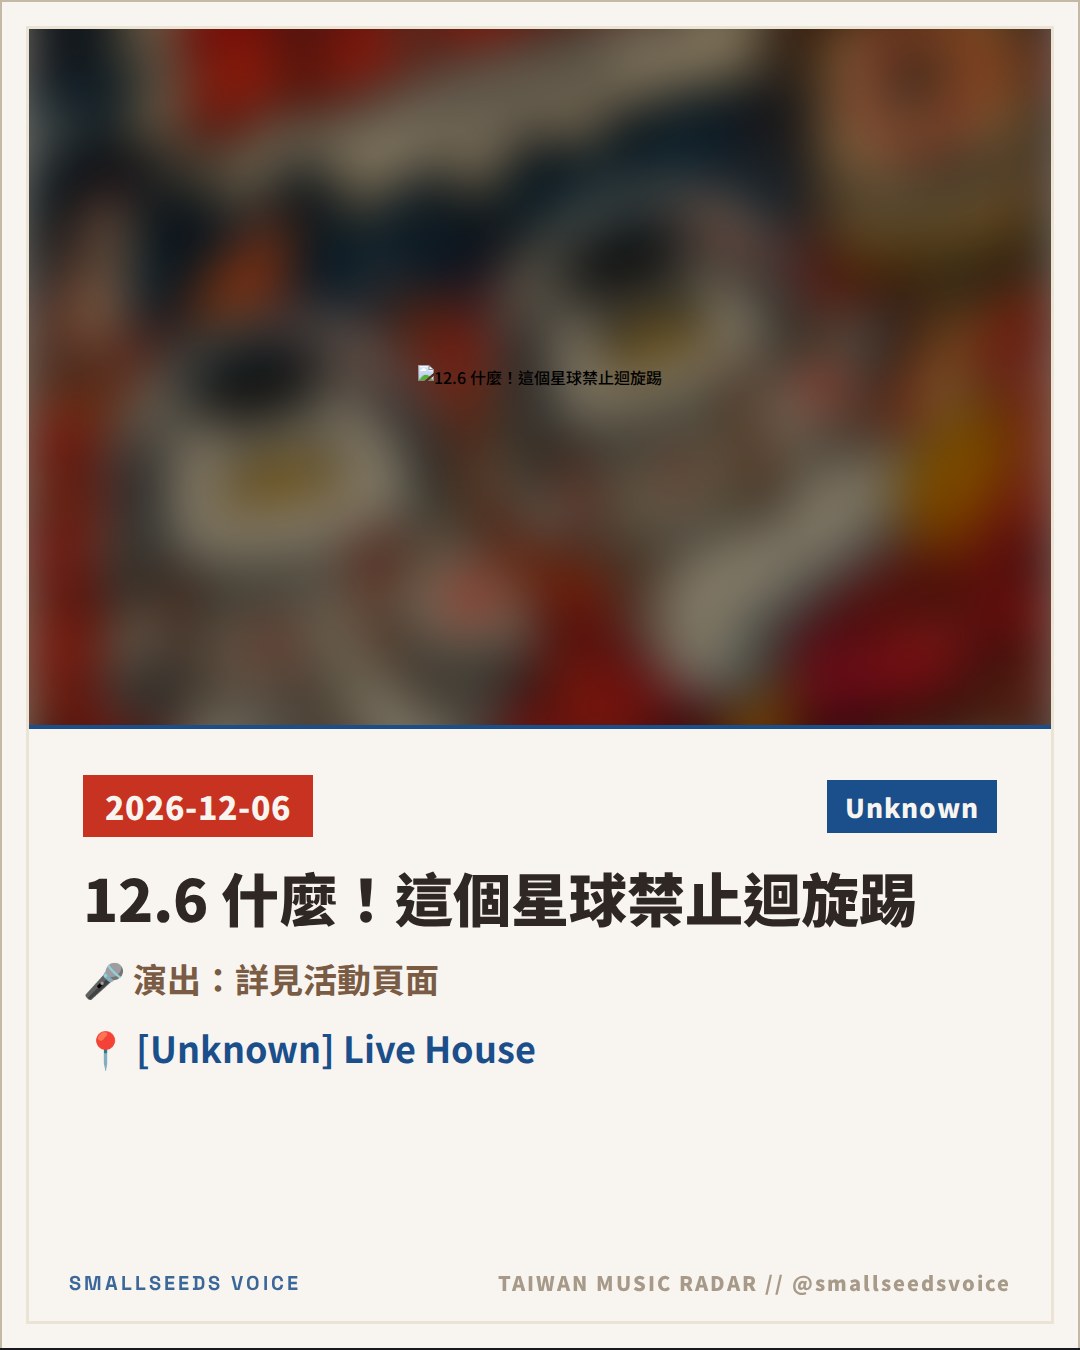 12.6 什麼！這個星球禁止迴旋踢
2026-12-06
Unknown
12.6 什麼！這個星球禁止迴旋踢
演出：詳見活動頁面
[Unknown] Live House
SMALLSEEDS VOICE
TAIWAN MUSIC RADAR // @smallseedsvoice